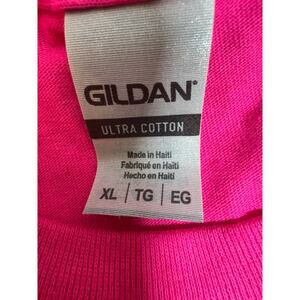 GILDAN®
ULTRA COTTON
Made in Haiti
Fabriqué en Haïti
Hecho en Haití
XL | TG | EG